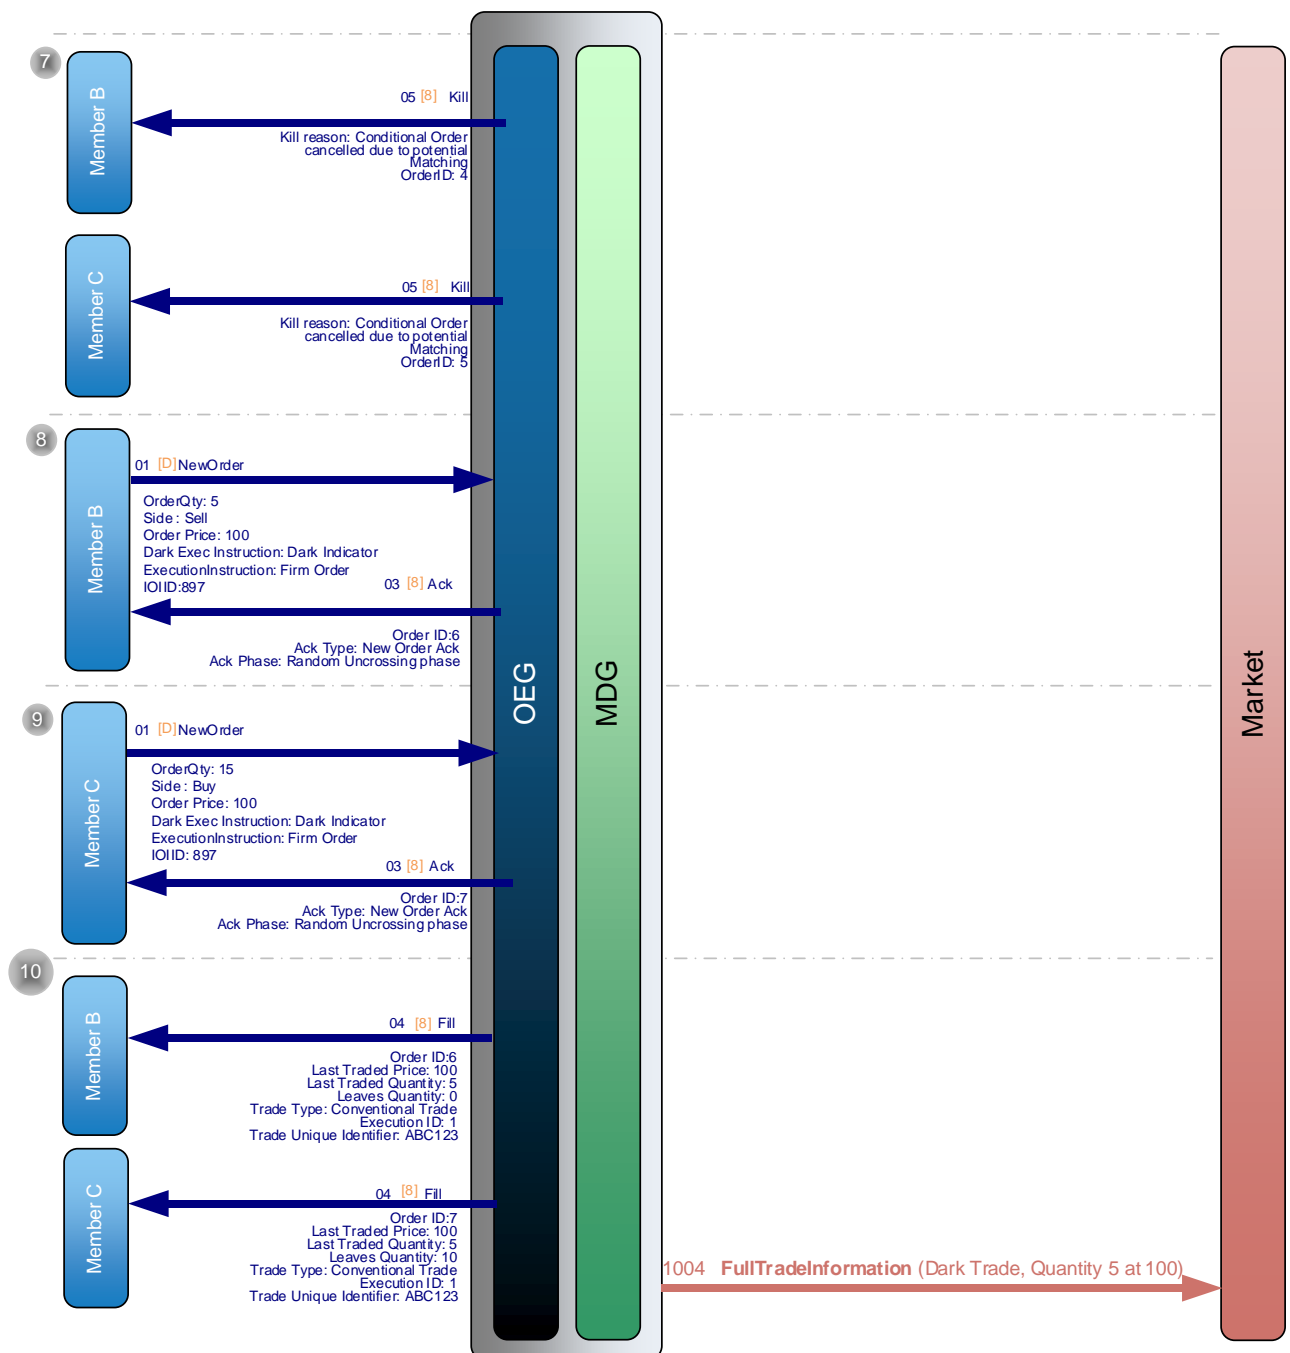 7
Member B
05 [8] Kill
Kill reason: Conditional Order
cancelled due to potential
Matching
OrderID: 4
Member C
05 [8] Kill
Kill reason: Conditional Order
cancelled due to potential
Matching
OrderID: 5
8
Member B
01 [D] NewOrder
OrderQty: 5
Side : Sell
Order Price: 100
Dark Exec Instruction: Dark Indicator
ExecutionInstruction: Firm Order
IOIID:897
03 [8] Ack
Order ID:6
Ack Type: New Order Ack
Ack Phase: Random Uncrossing phase
OEG
MDG
Market
9
Member C
01 [D] NewOrder
OrderQty: 15
Side : Buy
Order Price: 100
Dark Exec Instruction: Dark Indicator
ExecutionInstruction: Firm Order
IOIID: 897
03 [8] Ack
Order ID:7
Ack Type: New Order Ack
Ack Phase: Random Uncrossing phase
10
Member B
04 [8] Fill
Order ID:6
Last Traded Price: 100
Last Traded Quantity: 5
Leaves Quantity: 0
Trade Type: Conventional Trade
Execution ID: 1
Trade Unique Identifier: ABC123
Member C
04 [8] Fill
Order ID:7
Last Traded Price: 100
Last Traded Quantity: 5
Leaves Quantity: 10
Trade Type: Conventional Trade
Execution ID: 1
Trade Unique Identifier: ABC123
1004 FullTradeInformation (Dark Trade, Quantity 5 at 100)